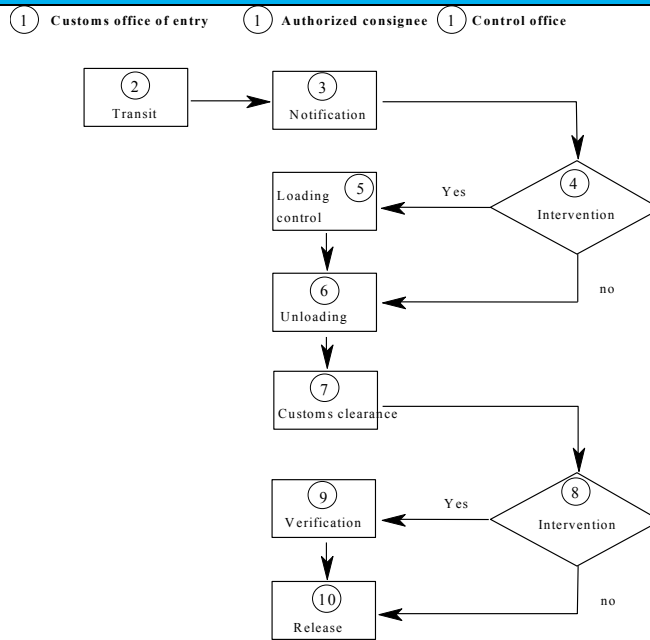 1 Customs office of entry 1 Authorized consignee 1 Control office
2 3
Transit Notification
4
Intervention
Yes
5
Loading
control
no
6
Unloading
7
Customs clearance
8
Intervention
Yes
9
Verification
no
10
Release